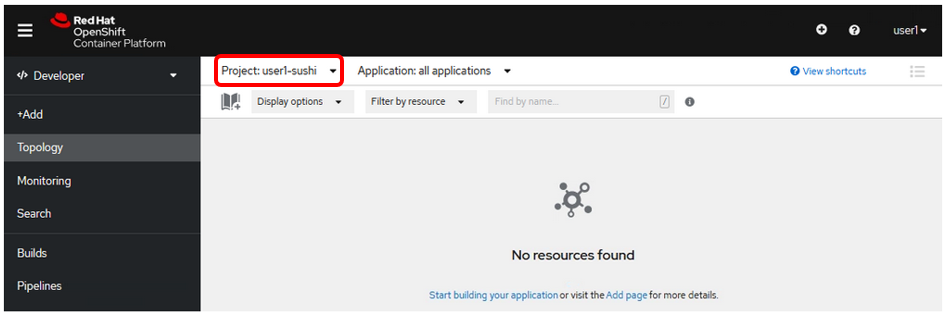 Red Hat
OpenShift
Container Platform
user1
</> Developer
Project: user1-sushi
Application: all applications
View shortcuts
Display options
Filter by resource
Find by name...
/
+Add
Topology
Monitoring
Search
Builds
Pipelines
No resources found
Start building your application or visit the Add page for more details.